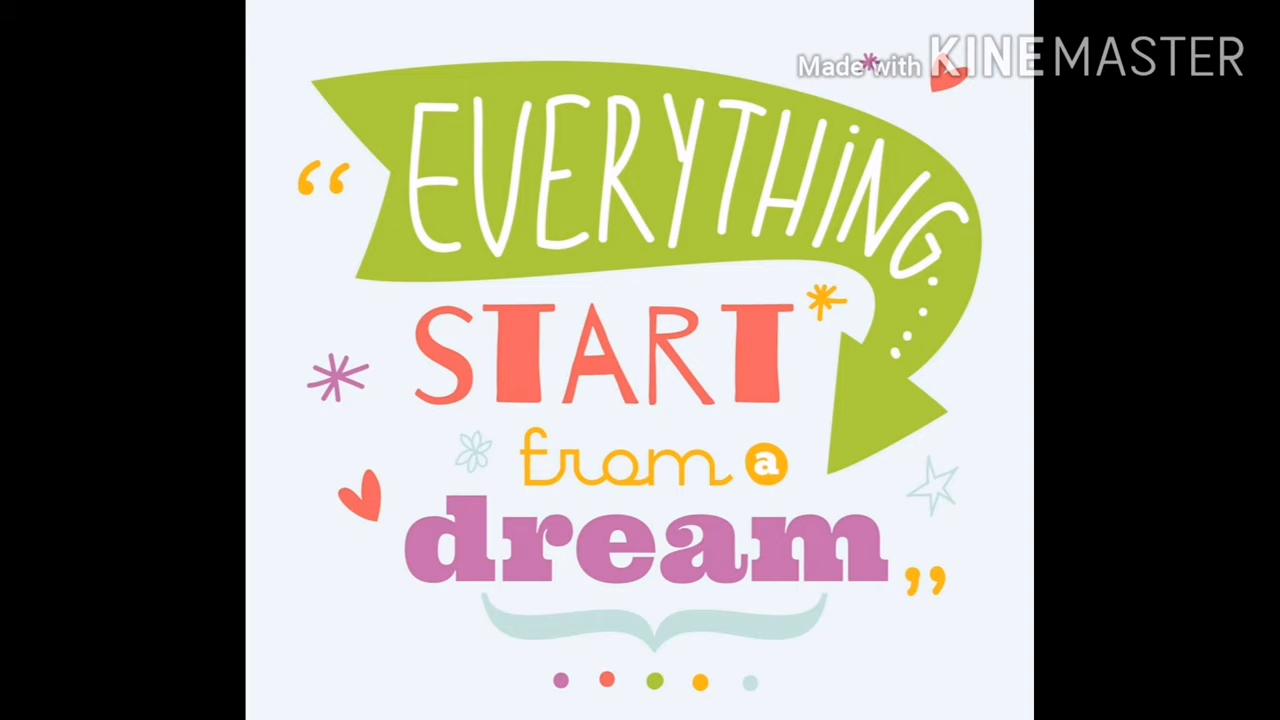 Made with KINEMASTER
“ EVERYTHiNG....
START
from a
dream „